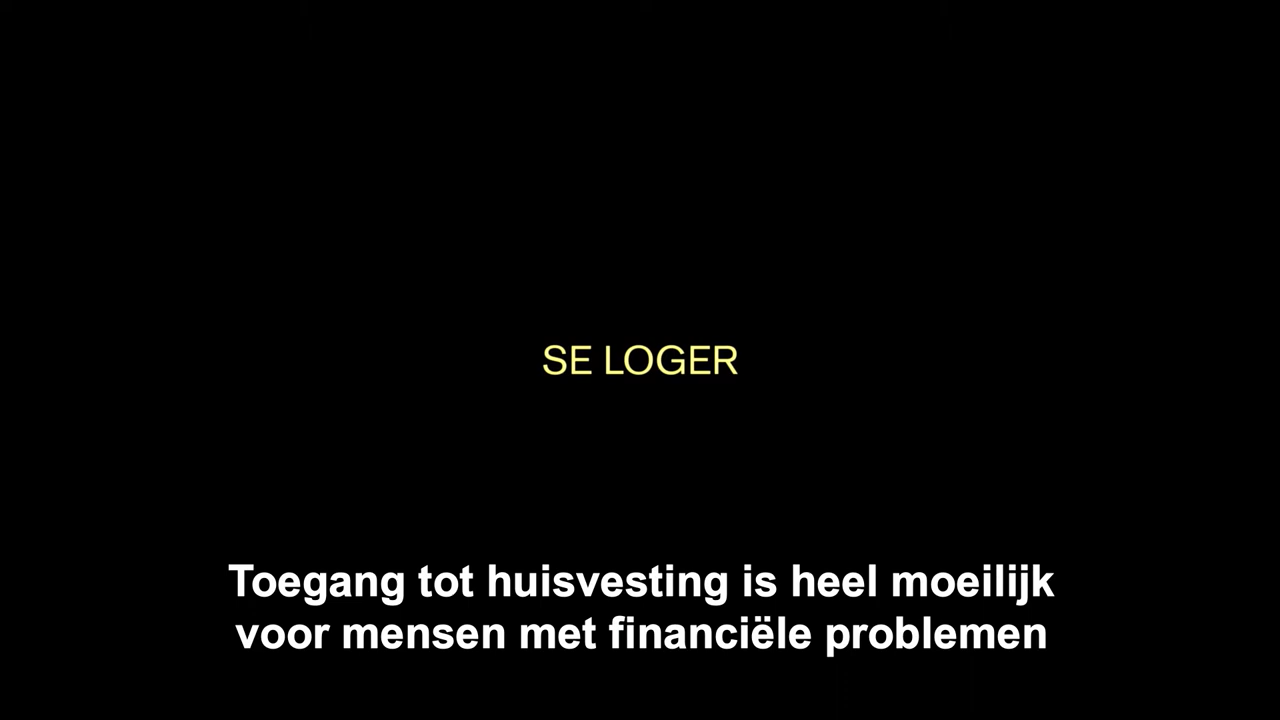 SE LOGER
Toegang tot huisvesting is heel moeilijk
voor mensen met financiële problemen